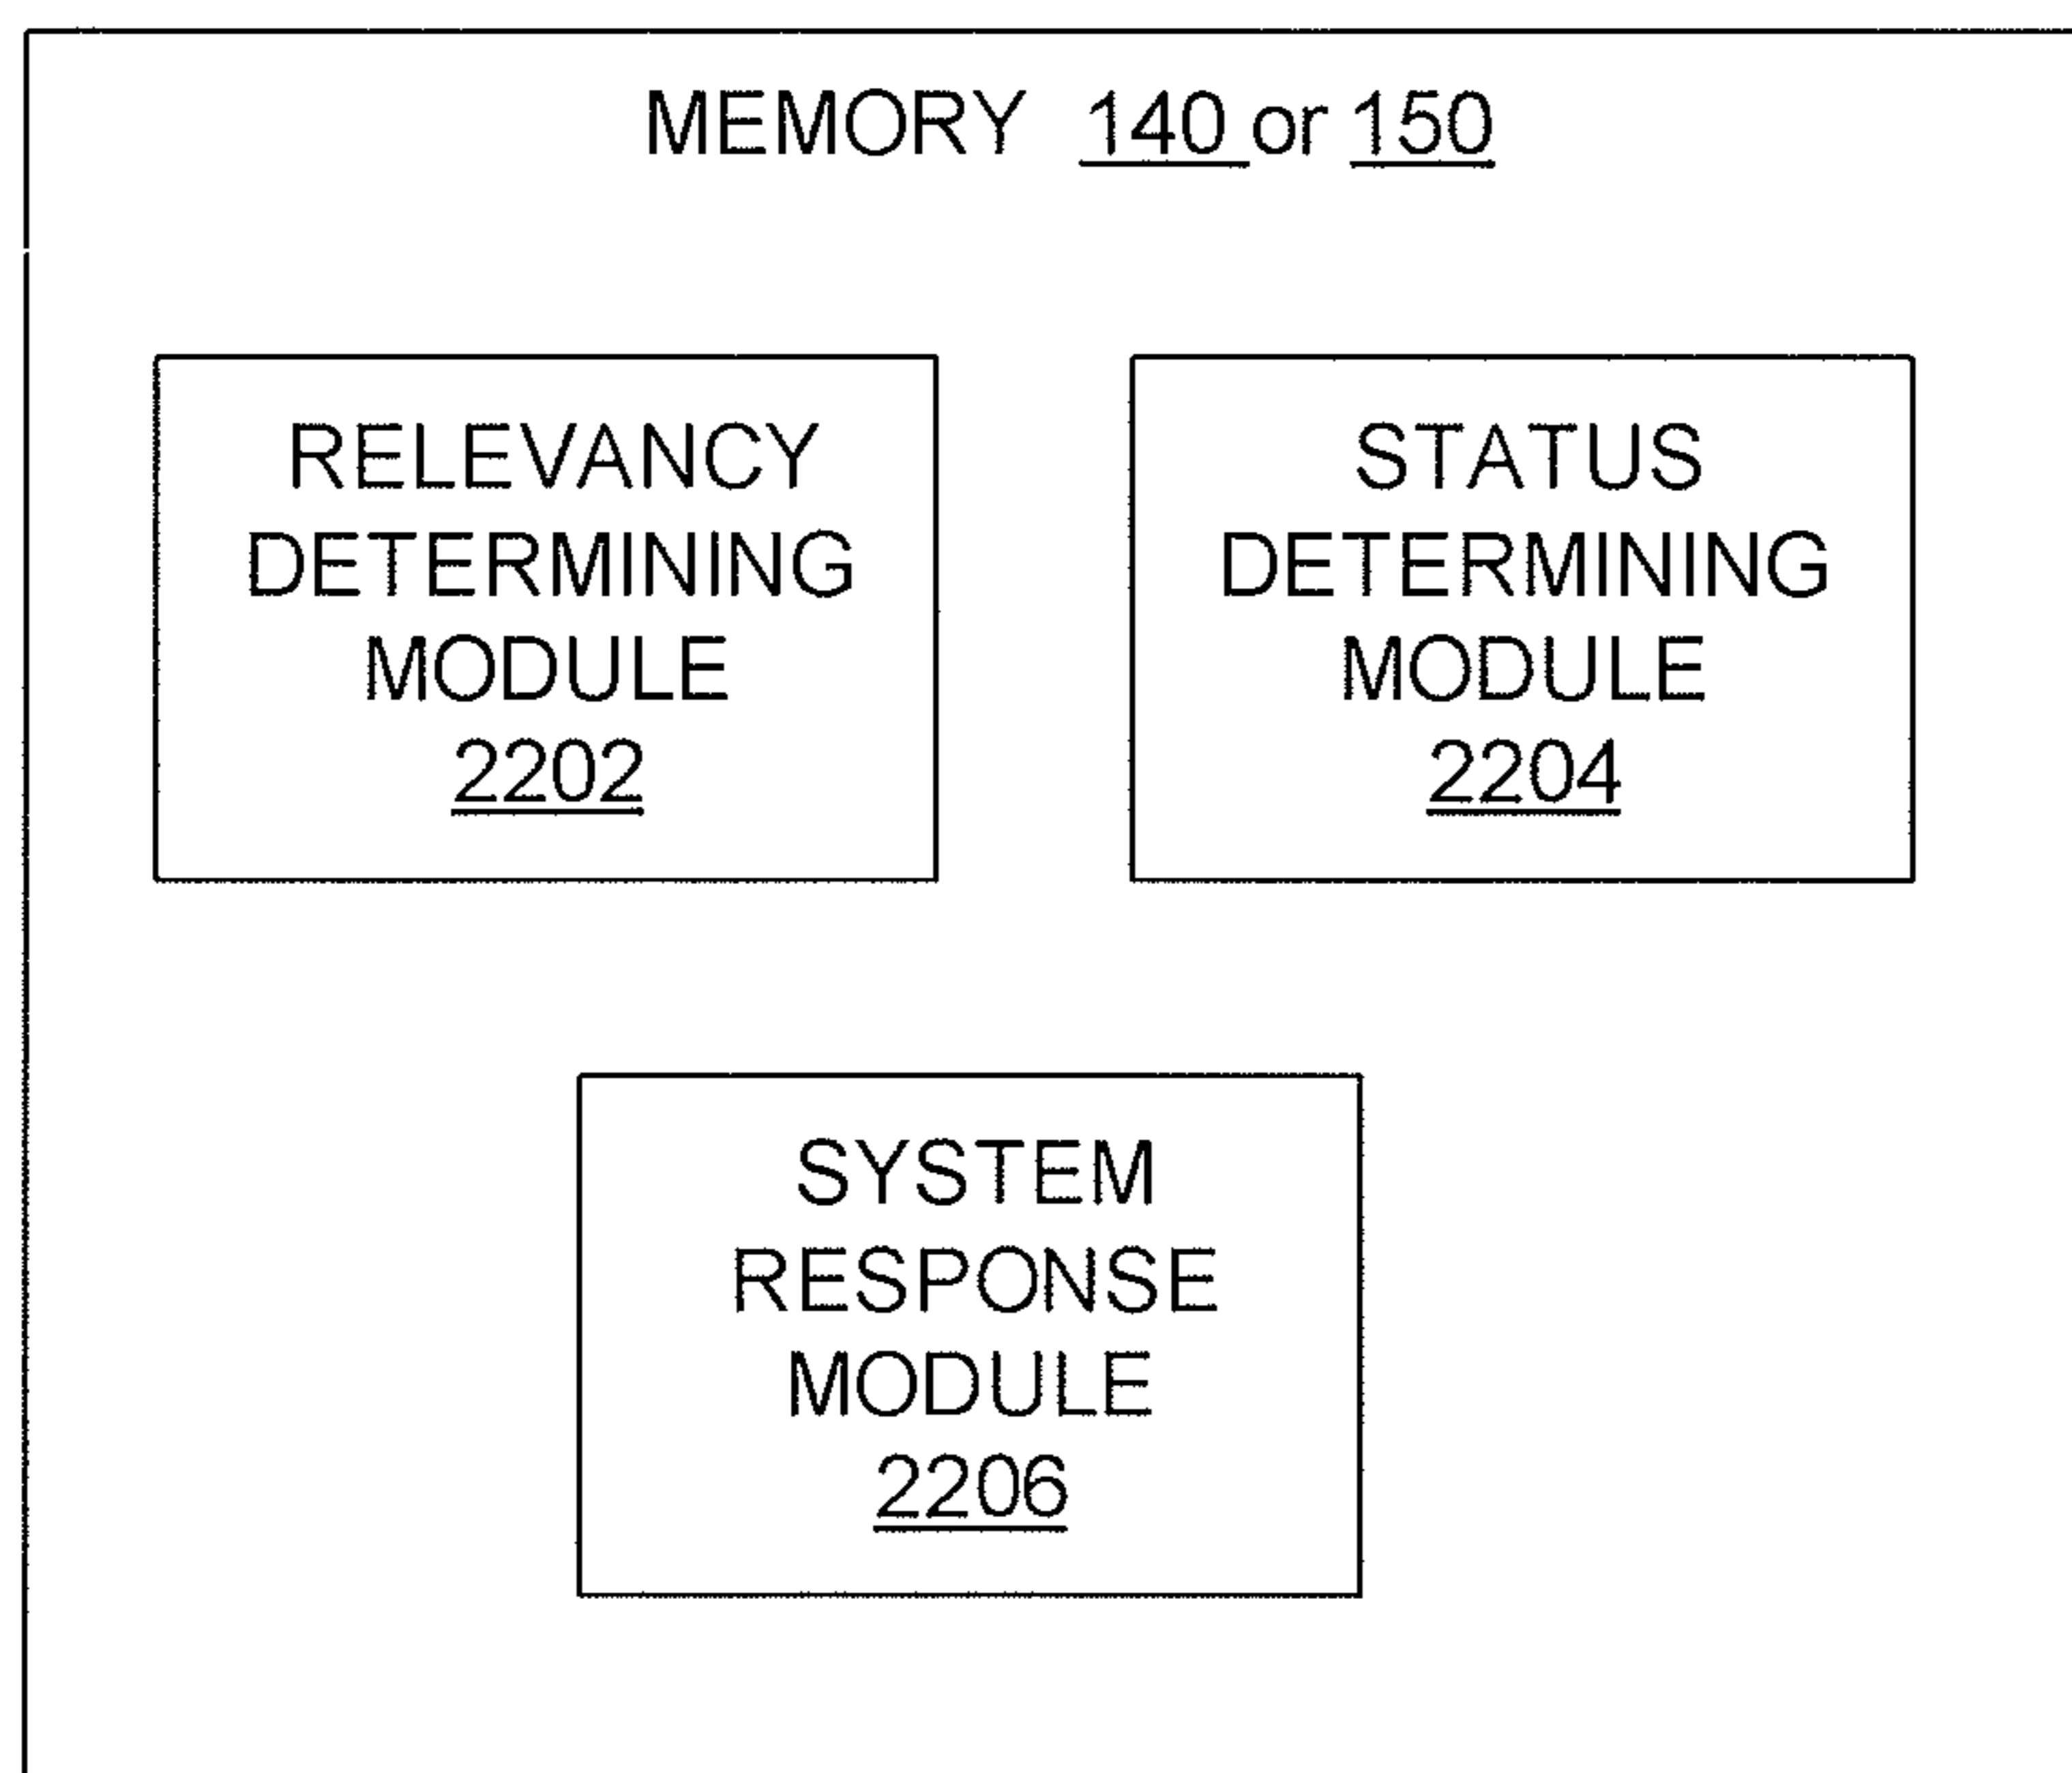 MEMORY 140 or 150
RELEVANCY
DETERMINING
MODULE
2202
STATUS
DETERMINING
MODULE
2204
SYSTEM
RESPONSE
MODULE
2206